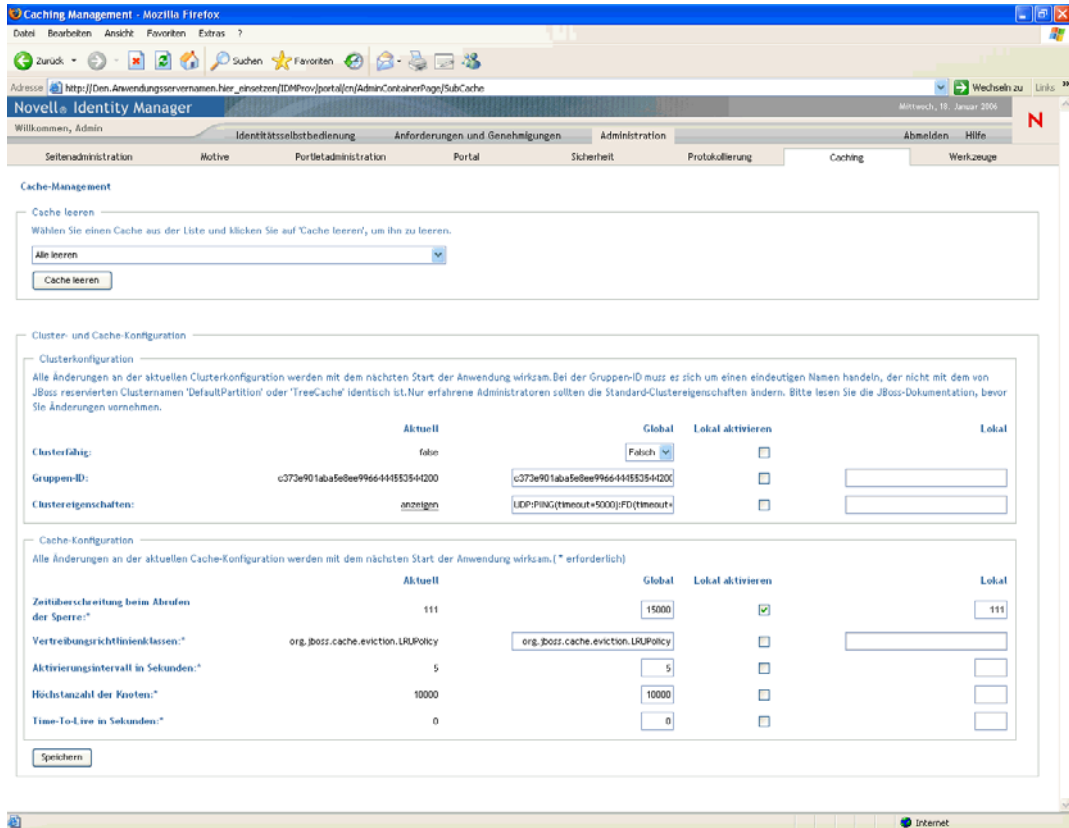 Caching Management - Mozilla Firefox
Datei Bearbeiten Ansicht Favoriten Extras ?
Zurück Suchen Favoriten
Adresse http://Den.Anwendungsservernamen.hier_einsetzen/IDMProv/portal/cn/AdminContainerPage/SubCache Wechseln zu Links »
Novell® Identity Manager Mittwoch, 18. Januar 2006
Willkommen, Admin Identitätsselbstbedienung Anforderungen und Genehmigungen Administration Abmelden Hilfe N
Seitenadministration Motive Portletadministration Portal Sicherheit Protokollierung Caching Werkzeuge
Cache-Management
Cache leeren
Wählen Sie einen Cache aus der Liste und klicken Sie auf 'Cache leeren', um ihn zu leeren.
Alle leeren
Cache leeren
Cluster- und Cache-Konfiguration
Clusterkonfiguration
Alle Änderungen an der aktuellen Clusterkonfiguration werden mit dem nächsten Start der Anwendung wirksam.Bei der Gruppen-ID muss es sich um einen eindeutigen Namen handeln, der nicht mit dem von
JBoss reservierten Clusternamen 'DefaultPartition' oder 'TreeCache' identisch ist.Nur erfahrene Administratoren sollten die Standard-Clustereigenschaften ändern. Bitte lesen Sie die JBoss-Dokumentation, bevor
Sie Änderungen vornehmen.
Aktuell Global Lokal aktivieren Lokal
Clusterfähig: false Falsch
Gruppen-ID: c373e901aba5e8ee9966444553544200 c373e901aba5e8ee9966444553544200
Clustereigenschaften: anzeigen UDP:PING(timeout=5000):FD(timeout=
Cache-Konfiguration
Alle Änderungen an der aktuellen Cache-Konfiguration werden mit dem nächsten Start der Anwendung wirksam.( * erforderlich)
Aktuell Global Lokal aktivieren Lokal
Zeitüberschreitung beim Abrufen
der Sperre:* 111 15000 111
Vertreibungsrichtlinienklassen:* org.jboss.cache.eviction.LRUPolicy org.jboss.cache.eviction.LRUPolicy
Aktivierungsintervall in Sekunden:* 5 5
Höchstanzahl der Knoten:* 10000 10000
Time-To-Live in Sekunden:* 0 0
Speichern
Internet